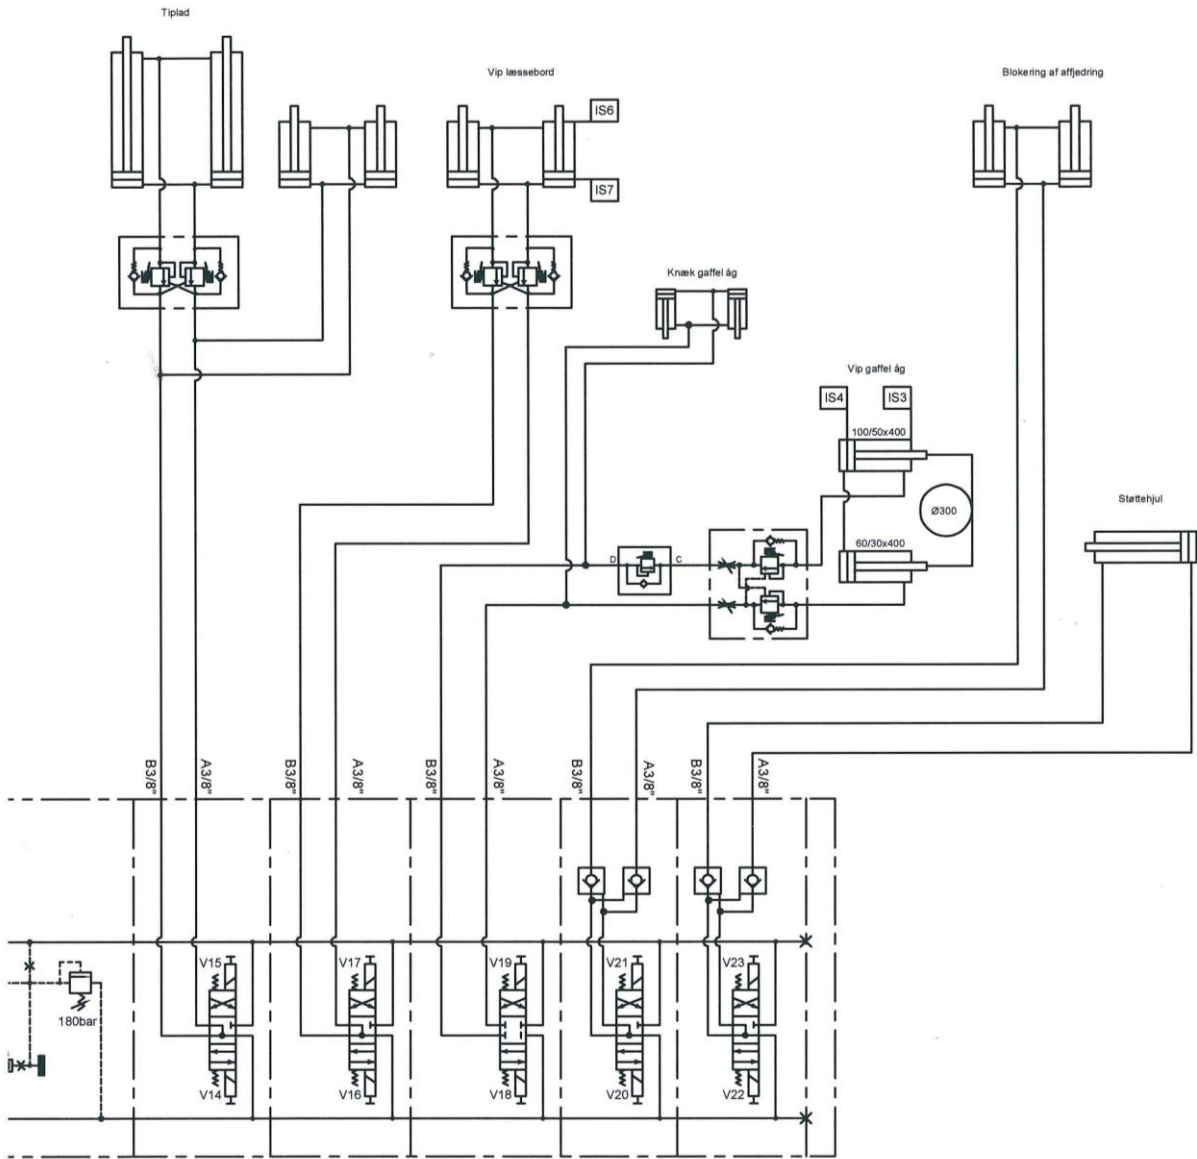 Tiplad
Vip læssebord
Blokering af affjedring
IS6
IS7
Knæk gaffel åg
Vip gaffel åg
IS4
IS3
100/50x400
Ø300
Støttehjul
60/30x400
D
C
B3/8"
A3/8"
B3/8"
A3/8"
B3/8"
A3/8"
B3/8"
A3/8"
B3/8"
A3/8"
V15
V17
V19
V21
V23
180bar
V14
V16
V18
V20
V22